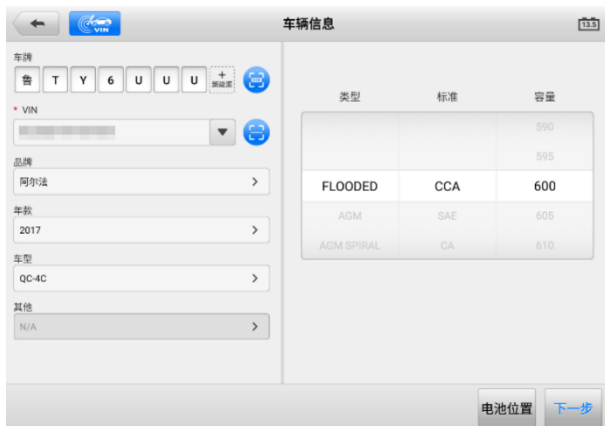 VIN
车辆信息
13.5
车牌
鲁 T Y 6 U U U + 新能源
* VIN
品牌
阿尔法
年款
2017
车型
QC-4C
其他
N/A
类型 标准 容量
590
595
FLOODED CCA 600
AGM SAE 605
AGM SPIRAL CA 610
电池位置 下一步